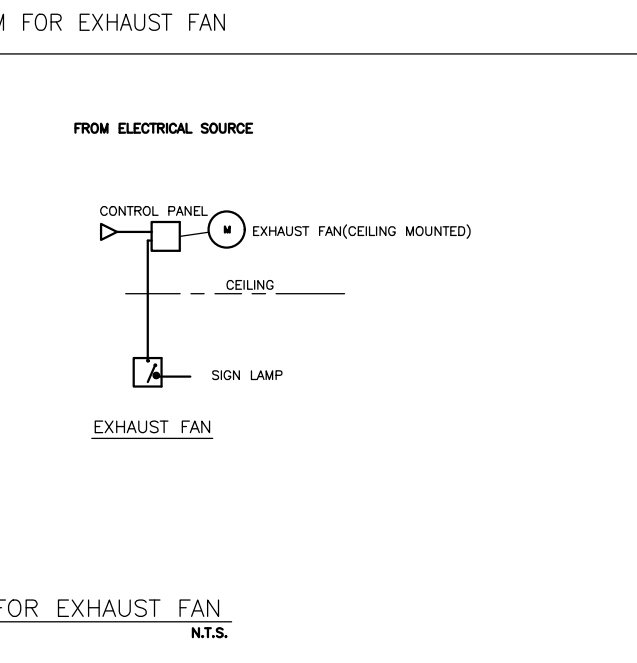 M FOR EXHAUST FAN
FROM ELECTRICAL SOURCE
CONTROL PANEL
M
EXHAUST FAN(CEILING MOUNTED)
CEILING
SIGN LAMP
EXHAUST FAN
FOR EXHAUST FAN
N.T.S.